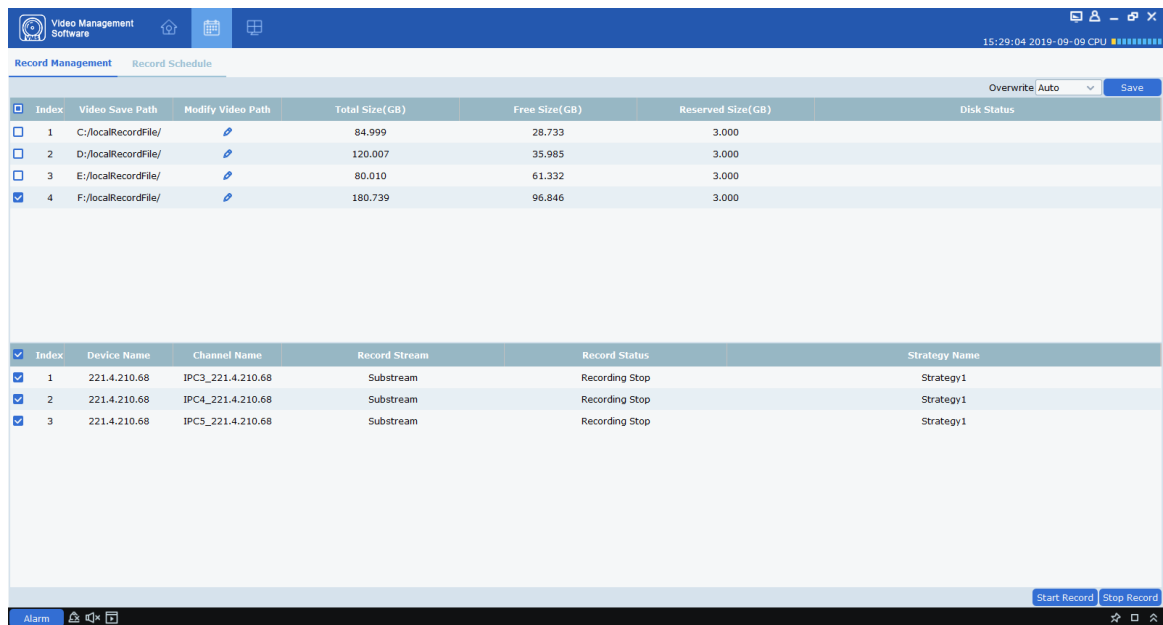 Video Management
Software
15:29:04 2019-09-09 CPU
Record Management Record Schedule
Overwrite Auto Save
Index Video Save Path Modify Video Path Total Size(GB) Free Size(GB) Reserved Size(GB) Disk Status
1 C:/localRecordFile/ 84.999 28.733 3.000
2 D:/localRecordFile/ 120.007 35.985 3.000
3 E:/localRecordFile/ 80.010 61.332 3.000
4 F:/localRecordFile/ 180.739 96.846 3.000
Index Device Name Channel Name Record Stream Record Status Strategy Name
1 221.4.210.68 IPC3_221.4.210.68 Substream Recording Stop Strategy1
2 221.4.210.68 IPC4_221.4.210.68 Substream Recording Stop Strategy1
3 221.4.210.68 IPC5_221.4.210.68 Substream Recording Stop Strategy1
Start Record Stop Record
Alarm